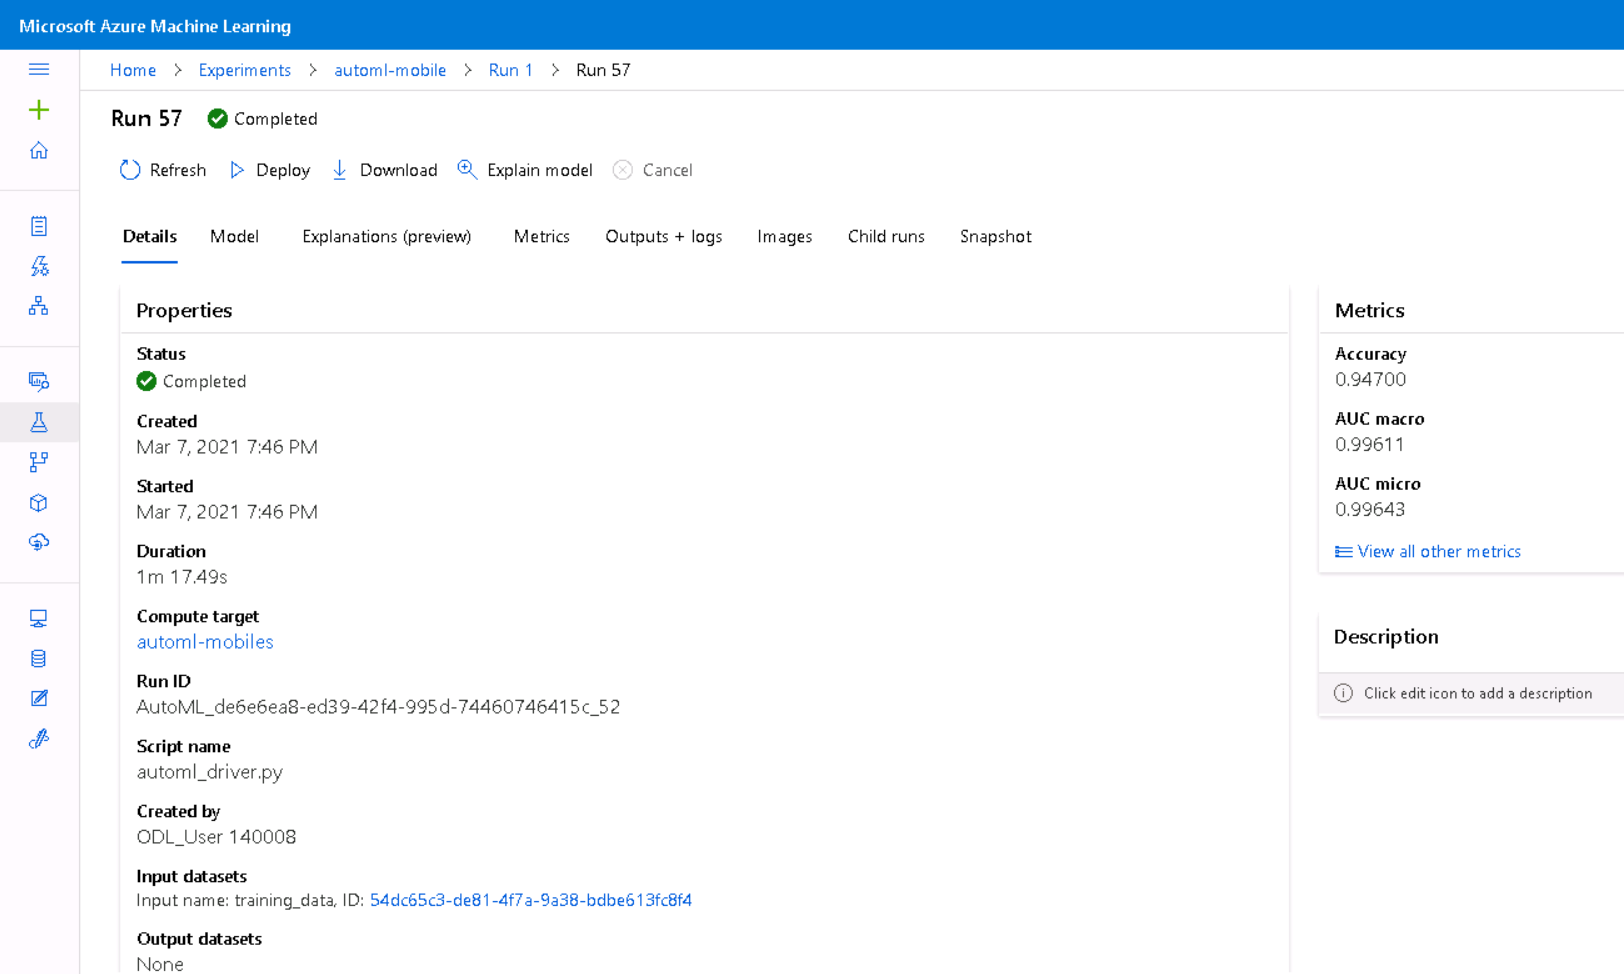 Microsoft Azure Machine Learning
Home > Experiments > automl-mobile > Run 1 > Run 57
Run 57 Completed
Refresh Deploy Download Explain model Cancel
Details Model Explanations (preview) Metrics Outputs + logs Images Child runs Snapshot
Properties
Status
Completed
Created
Mar 7, 2021 7:46 PM
Started
Mar 7, 2021 7:46 PM
Duration
1m 17.49s
Compute target
automl-mobiles
Run ID
AutoML_de6e6ea8-ed39-42f4-995d-74460746415c_52
Script name
automl_driver.py
Created by
ODL_User 140008
Input datasets
Input name: training_data, ID: 54dc65c3-de81-4f7a-9a38-bdbe613fc8f4
Output datasets
None
Metrics
Accuracy
0.94700
AUC macro
0.99611
AUC micro
0.99643
View all other metrics
Description
Click edit icon to add a description